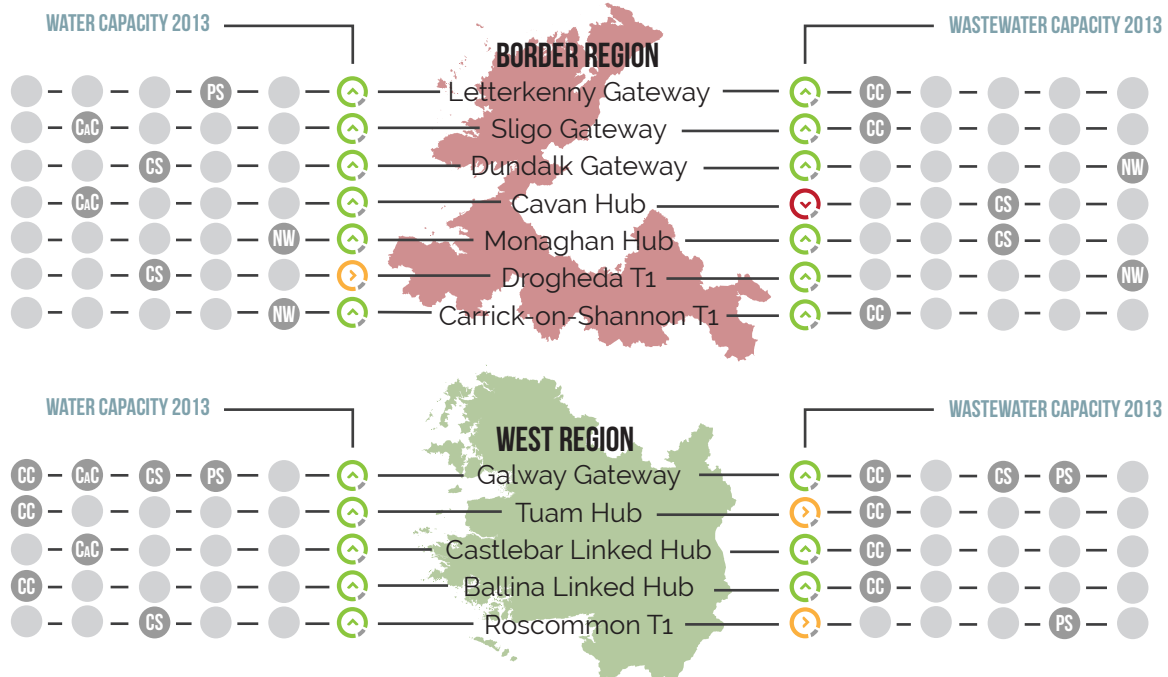 WATER CAPACITY 2013
WASTEWATER CAPACITY 2013
BORDER REGION
PS Letterkenny Gateway CC
CAC Sligo Gateway CC
CS Dundalk Gateway NW
CAC Cavan Hub CS
NW Monaghan Hub CS
CS Drogheda T1 NW
NW Carrick-on-Shannon T1 CC
WATER CAPACITY 2013
WASTEWATER CAPACITY 2013
WEST REGION
CC CAC CS PS Galway Gateway CC CS PS
CC Tuam Hub CC
CAC Castlebar Linked Hub CC
CC Ballina Linked Hub CC
CS Roscommon T1 PS